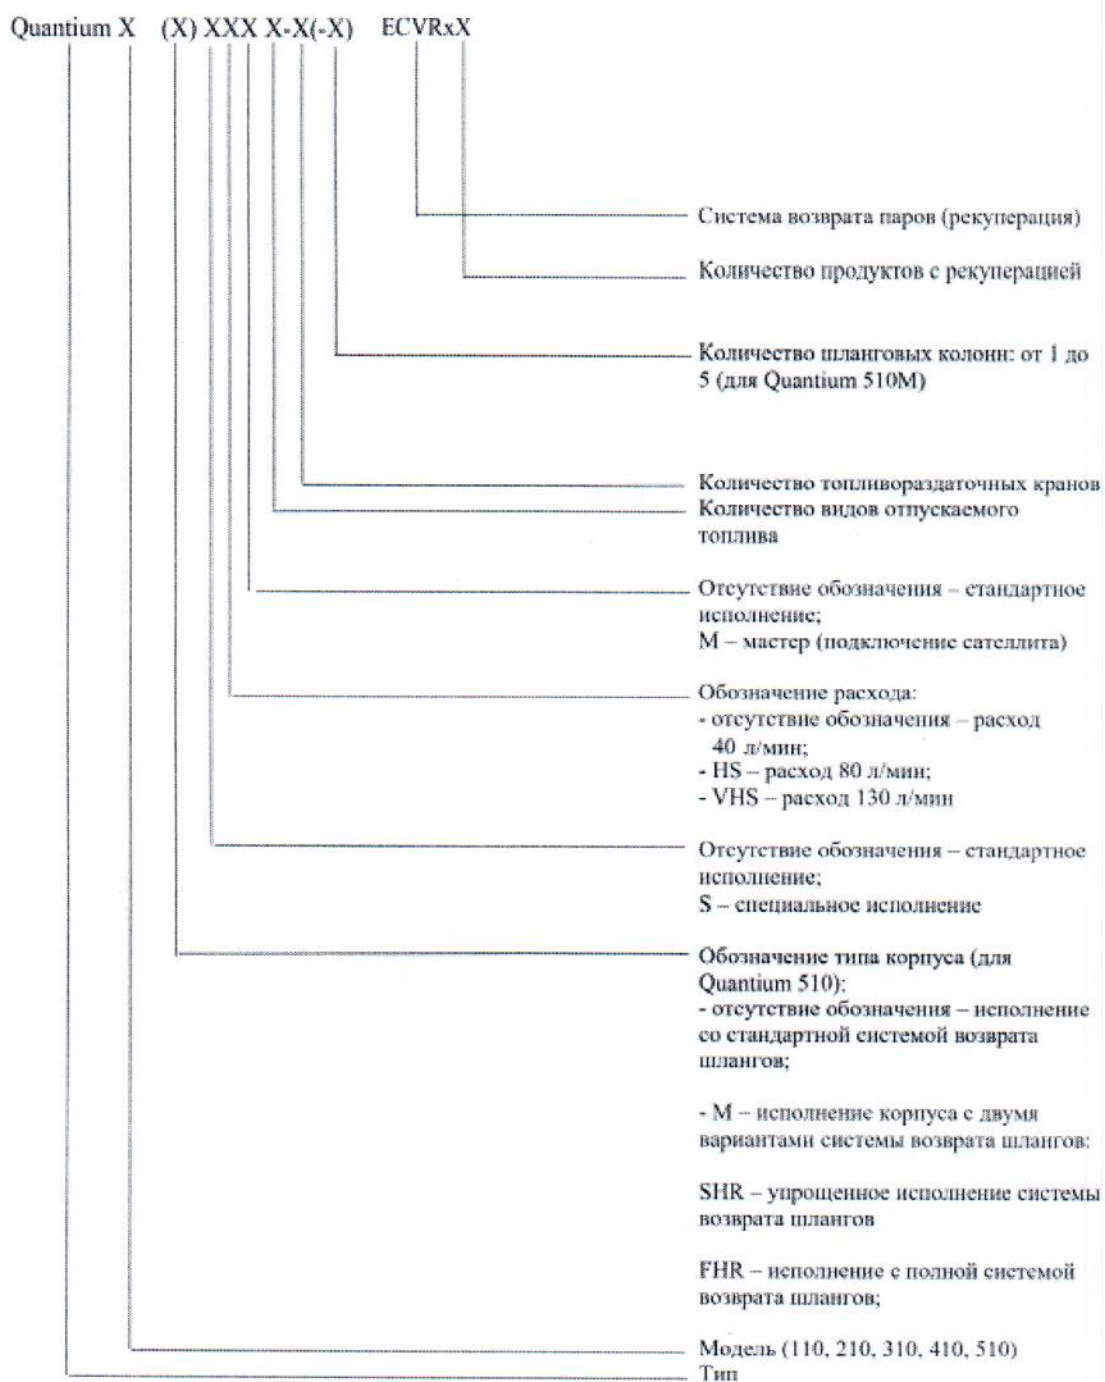 Quantium X (X) XXX X-X(-X) ECVRxX
Система возврата паров (рекуперация)
Количество продуктов с рекуперацией
Количество шланговых колонн: от 1 до
5 (для Quantium 510M)
Количество топливораздаточных кранов
Количество видов отпускаемого
топлива
Отсутствие обозначения – стандартное
исполнение;
М – мастер (подключение сателлита)
Обозначение расхода:
- отсутствие обозначения – расход
40 л/мин;
- HS – расход 80 л/мин;
- VHS – расход 130 л/мин
Отсутствие обозначения – стандартное
исполнение;
S – специальное исполнение
Обозначение типа корпуса (для
Quantium 510):
- отсутствие обозначения – исполнение
со стандартной системой возврата
шлангов;
- М – исполнение корпуса с двумя
вариантами системы возврата шлангов:
SHR – упрощенное исполнение системы
возврата шлангов
FHR – исполнение с полной системой
возврата шлангов;
Модель (110, 210, 310, 410, 510)
Тип